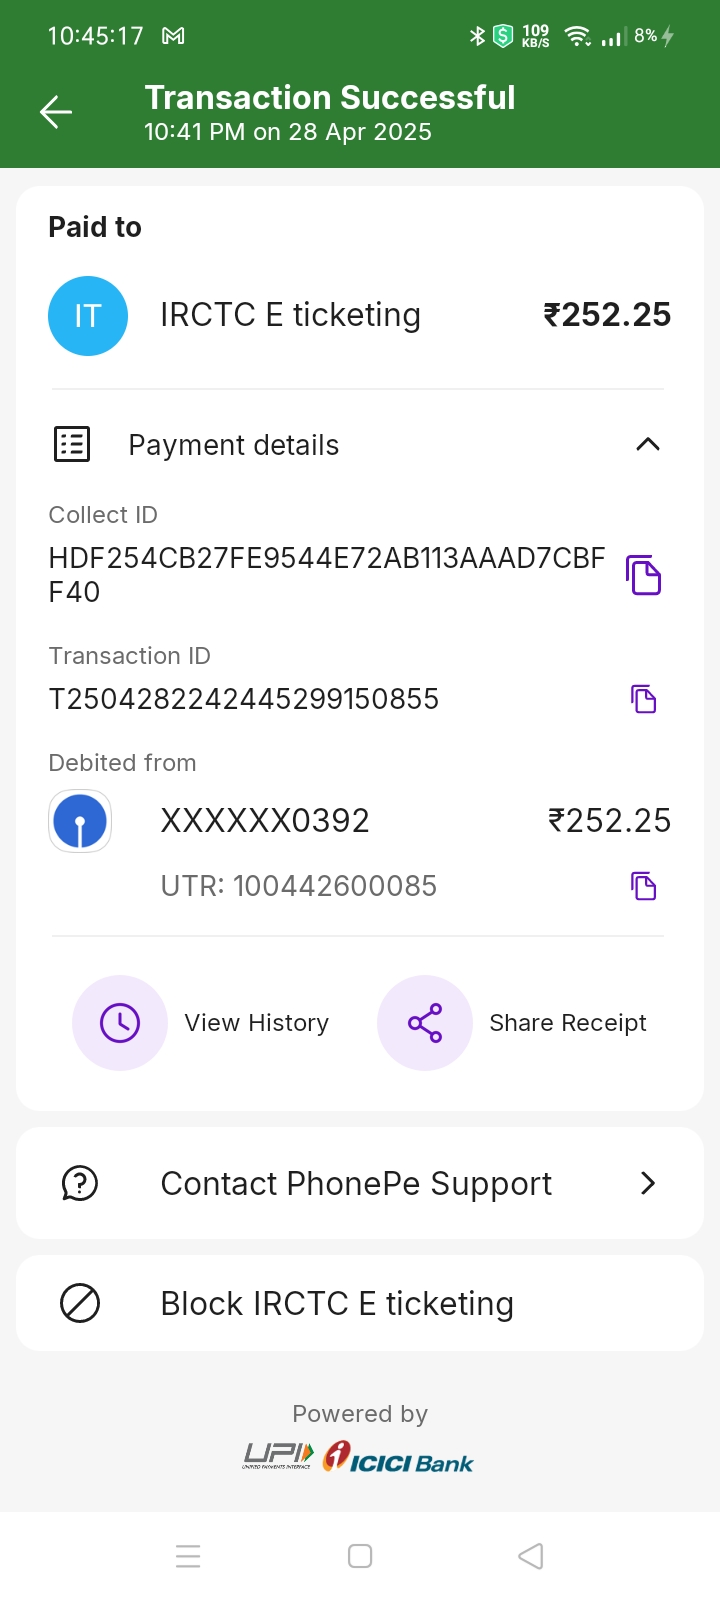 10:45:17
109
KB/S
8%
Transaction Successful
10:41 PM on 28 Apr 2025
Paid to
IT
IRCTC E ticketing
₹252.25
Payment details
Collect ID
HDF254CB27FE9544E72AB113AAAD7CBF
F40
Transaction ID
T2504282242445299150855
Debited from
XXXXXX0392
₹252.25
UTR: 100442600085
View History
Share Receipt
Contact PhonePe Support
Block IRCTC E ticketing
Powered by
UPI
UNIFIED PAYMENTS INTERFACE
ICICI Bank